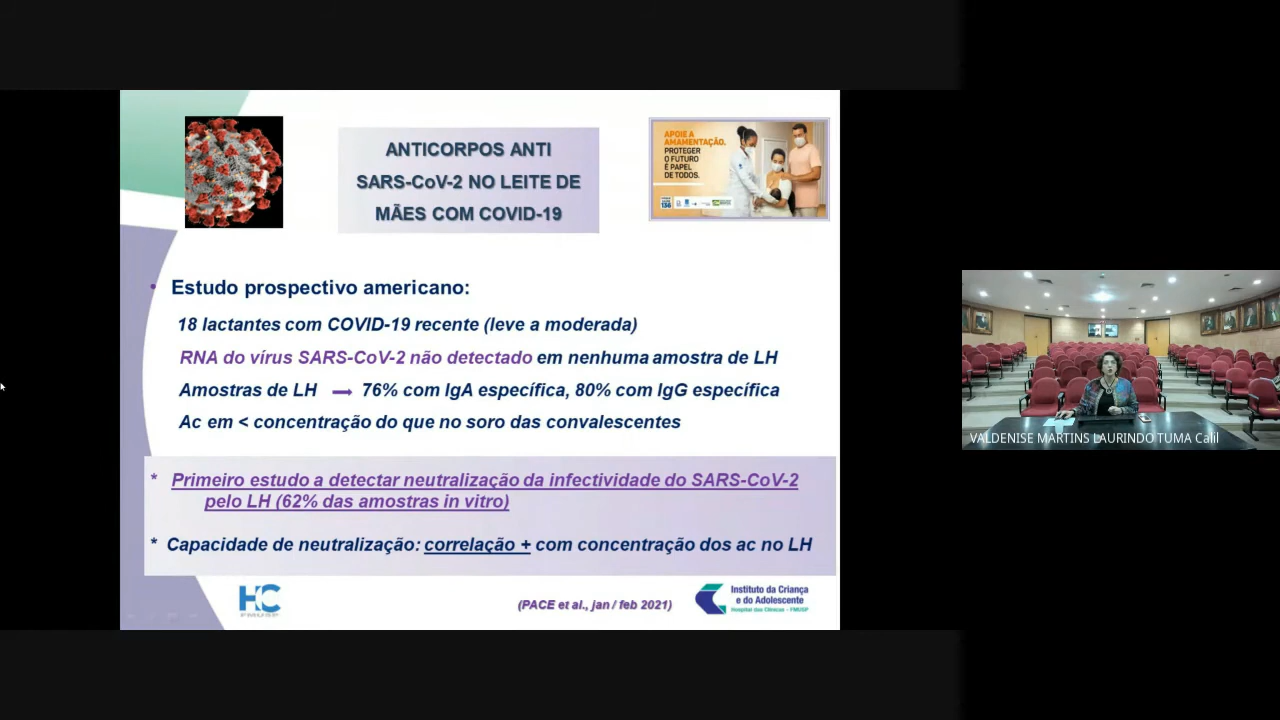 ANTICORPOS ANTI
SARS-CoV-2 NO LEITE DE
MÃES COM COVID-19
APOIE A
AMAMENTAÇÃO.
PROTEGER
O FUTURO
É PAPEL
DE TODOS.
136
• Estudo prospectivo americano:
18 lactantes com COVID-19 recente (leve a moderada)
RNA do vírus SARS-CoV-2 não detectado em nenhuma amostra de LH
Amostras de LH → 76% com IgA específica, 80% com IgG específica
Ac em < concentração do que no soro das convalescentes
* Primeiro estudo a detectar neutralização da infectividade do SARS-CoV-2
pelo LH (62% das amostras in vitro)
* Capacidade de neutralização: correlação + com concentração dos ac no LH
HC
FMUSP
(PACE et al., jan / feb 2021)
Instituto da Criança
e do Adolescente
Hospital das Clínicas - FMUSP
VALDENISE MARTINS LAURINDO TUMA Calil